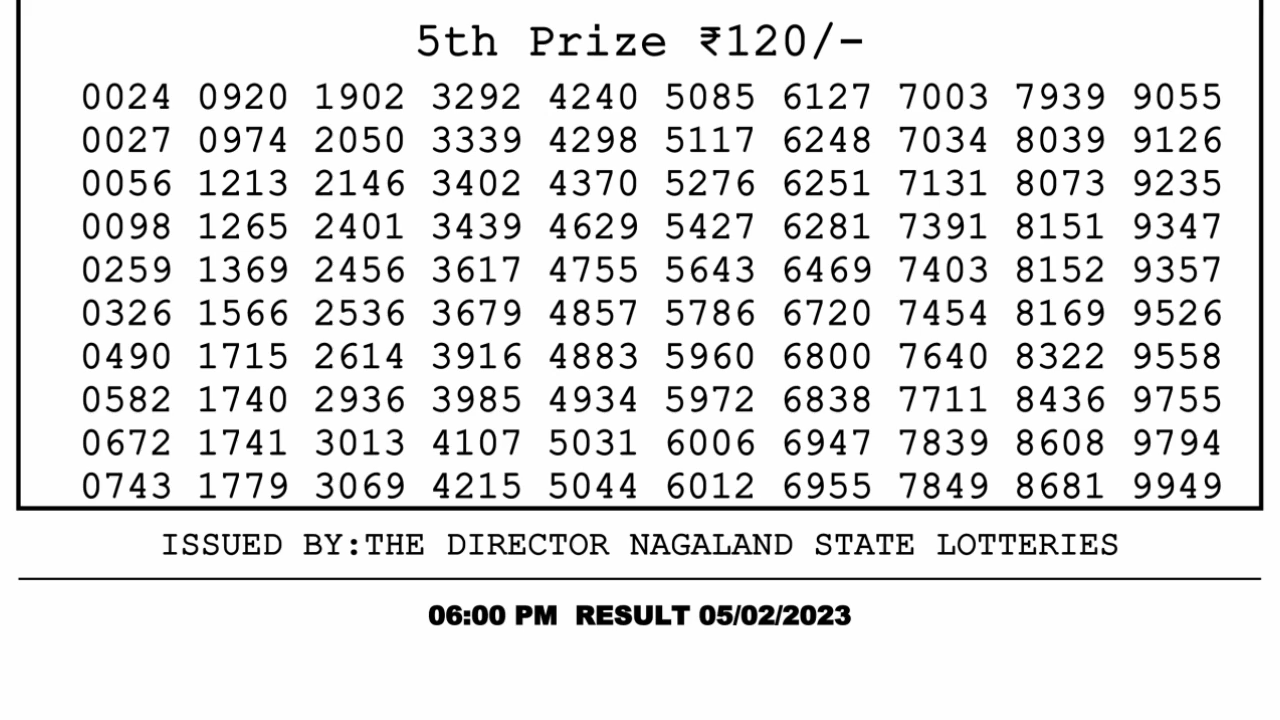 5th Prize ₹120/-
0024 0920 1902 3292 4240 5085 6127 7003 7939 9055
0027 0974 2050 3339 4298 5117 6248 7034 8039 9126
0056 1213 2146 3402 4370 5276 6251 7131 8073 9235
0098 1265 2401 3439 4629 5427 6281 7391 8151 9347
0259 1369 2456 3617 4755 5643 6469 7403 8152 9357
0326 1566 2536 3679 4857 5786 6720 7454 8169 9526
0490 1715 2614 3916 4883 5960 6800 7640 8322 9558
0582 1740 2936 3985 4934 5972 6838 7711 8436 9755
0672 1741 3013 4107 5031 6006 6947 7839 8608 9794
0743 1779 3069 4215 5044 6012 6955 7849 8681 9949
ISSUED BY:THE DIRECTOR NAGALAND STATE LOTTERIES
06:00 PM RESULT 05/02/2023